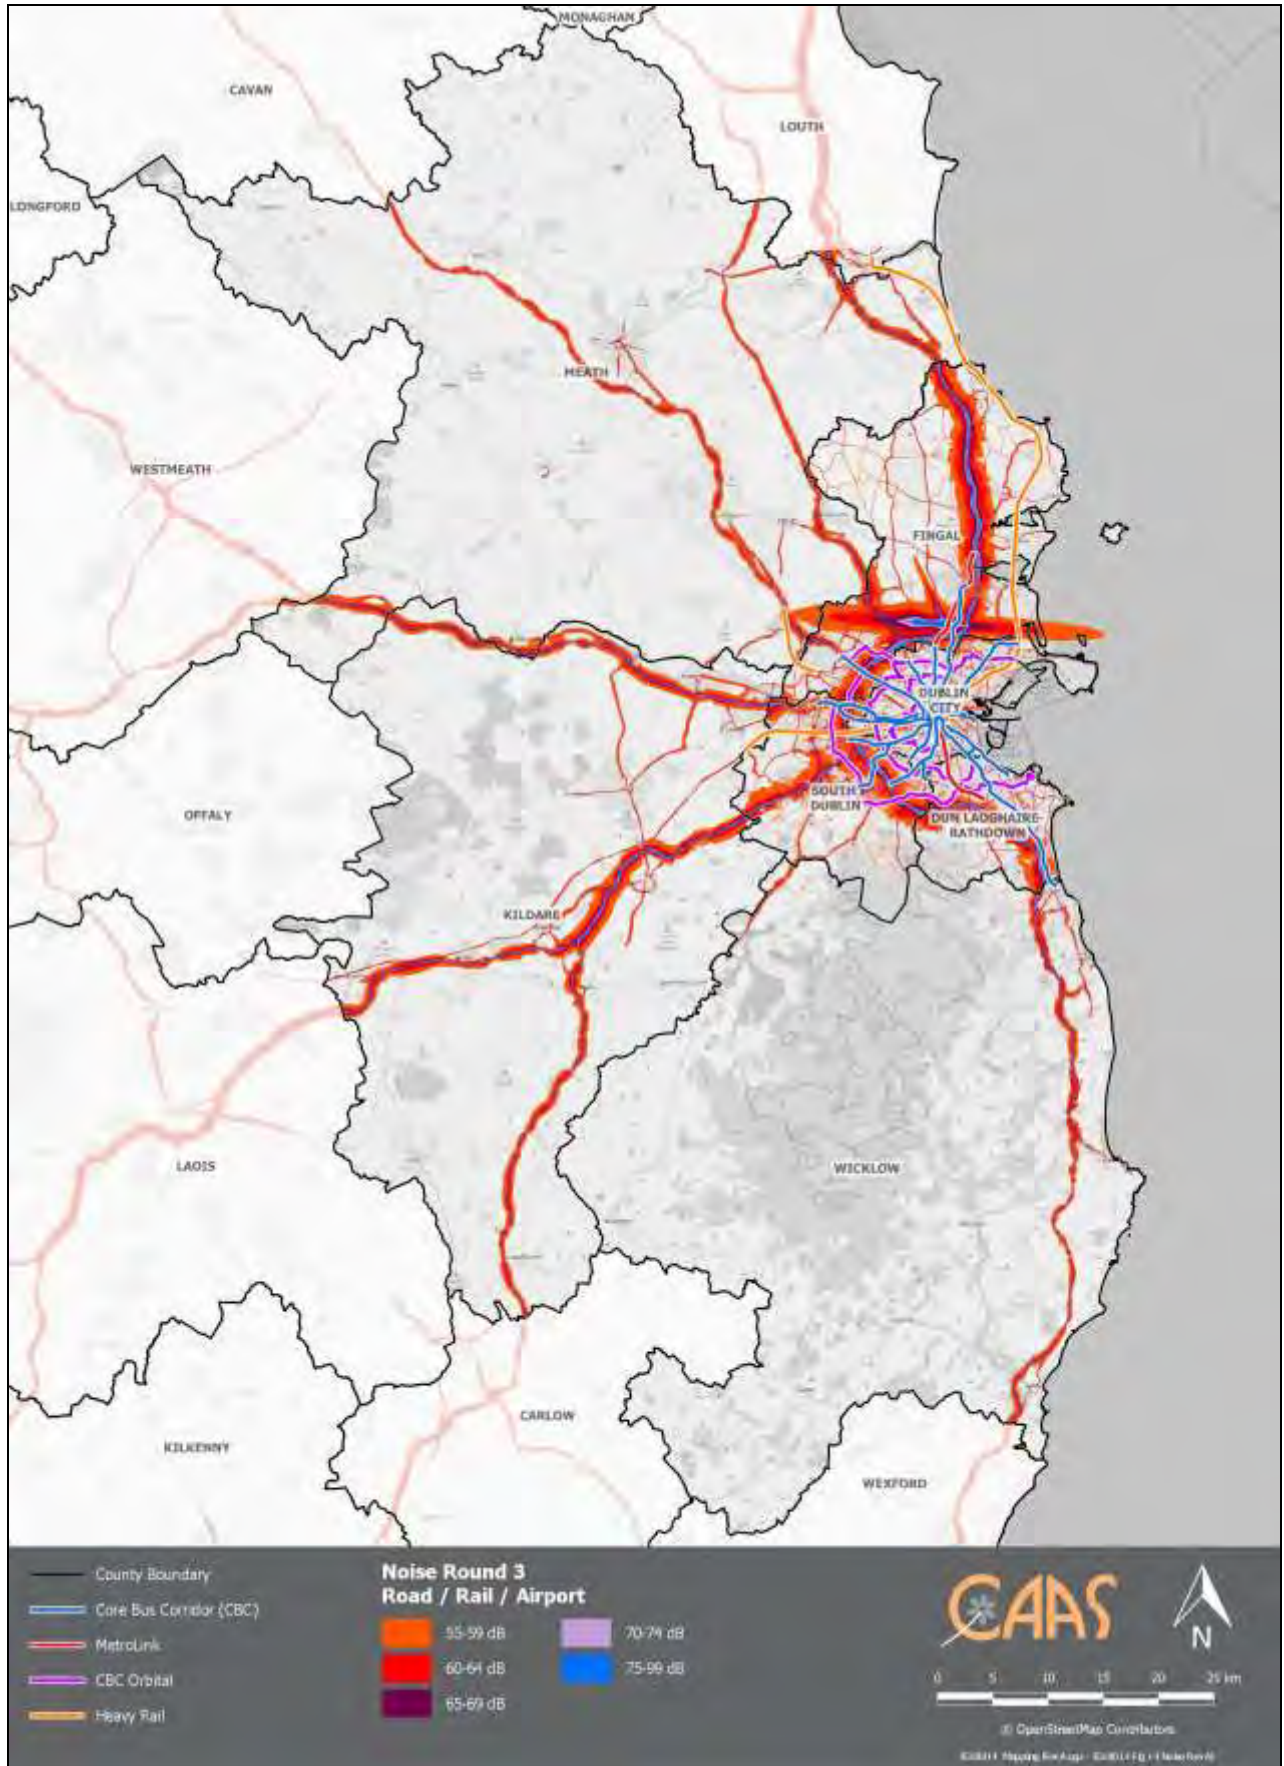 MONAGHAN
CAVAN
LOUTH
LONGFORD
MEATH
WESTMEATH
FINGAL
DUBLIN
CITY
OFFALY
SOUTH
DUBLIN
DUN LAOGHAIRE-
RATHDOWN
KILDARE
LAOIS
WICKLOW
CARLOW
KILKENNY
WEXFORD
County Boundary
Core Bus Corridor (CBC)
MetroLink
CBC Orbital
Heavy Rail
Noise Round 3
Road / Rail / Airport
55-59 dB
60-64 dB
65-69 dB
70-74 dB
75-99 dB
CAAS
N
0 5 10 15 20 25 km
© OpenStreetMap Contributors